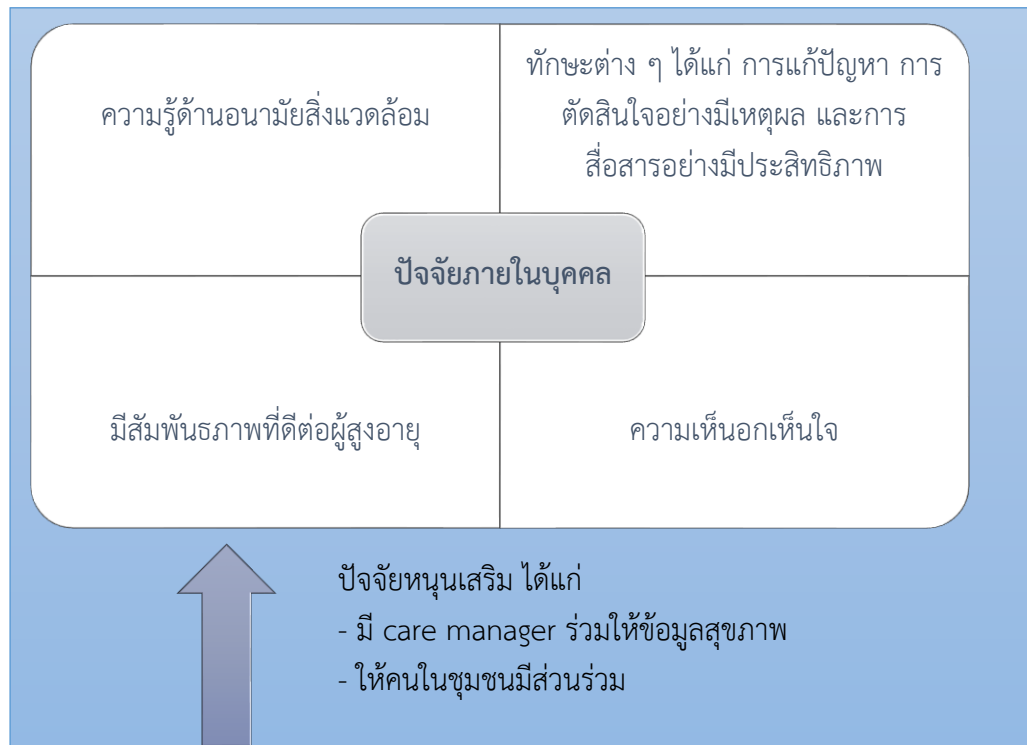 ความรู้ด้านอนามัยสิ่งแวดล้อม
ทักษะต่าง ๆ ได้แก่ การแก้ปัญหา การ
ตัดสินใจอย่างมีเหตุผล และการ
สื่อสารอย่างมีประสิทธิภาพ
ปัจจัยภายในบุคคล
มีสัมพันธภาพที่ดีต่อผู้สูงอายุ
ความเห็นอกเห็นใจ
ปัจจัยหนุนเสริม ได้แก่
- มี care manager ร่วมให้ข้อมูลสุขภาพ
- ให้คนในชุมชนมีส่วนร่วม